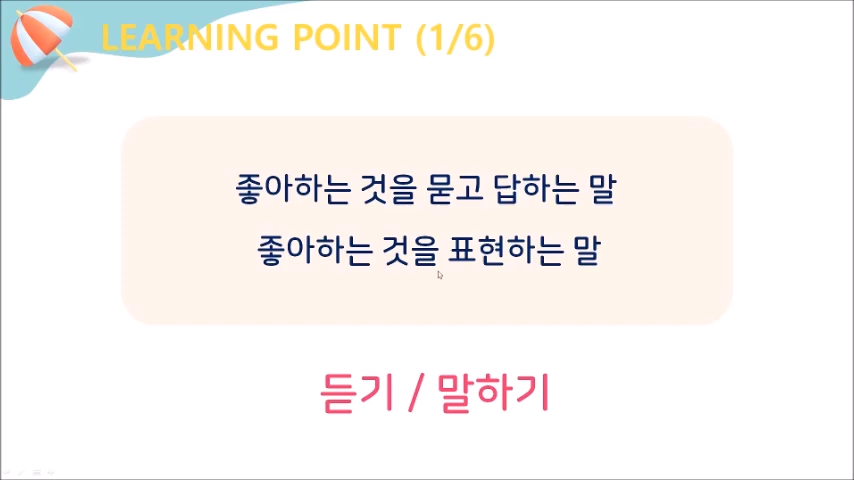 LEARNING POINT (1/6)
좋아하는 것을 묻고 답하는 말
좋아하는 것을 표현하는 말
듣기 / 말하기